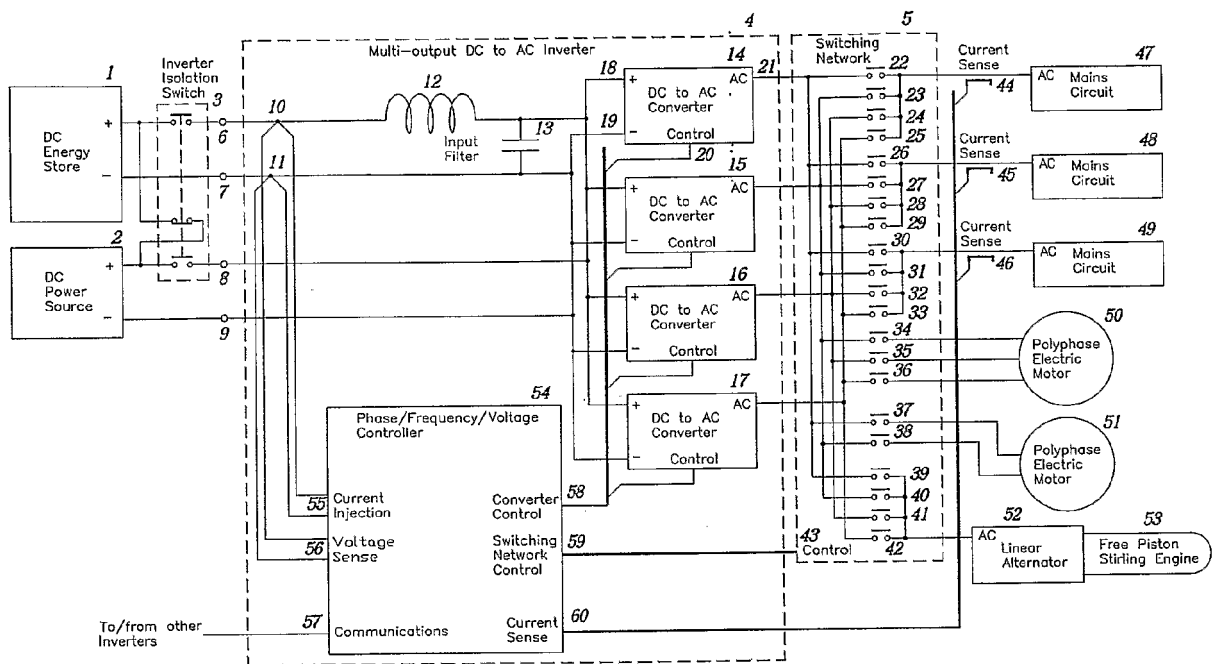 4
5
Multi-output DC to AC Inverter
Switching
Network
Current
Sense
47
Inverter
Isolation
Switch
1
3
10
12
18
14
AC
21
22
44
AC
Mains
Circuit
DC to AC
Converter
23
DC
Energy
Store
+
6
19
13
Control
24
25
Input
Filter
20
26
Current
Sense
48
11
15
AC
27
45
AC
Mains
Circuit
−
7
+
DC to AC
Converter
28
29
−
Control
30
Current
Sense
49
2
16
31
46
AC
Mains
Circuit
DC
Power
Source
+
8
+
AC
32
DC to AC
Converter
33
−
9
−
Control
34
50
35
Polyphase
Electric
Motor
36
17
54
+
AC
37
51
Phase/Frequency/Voltage
Controller
DC to AC
Converter
38
Polyphase
Electric
Motor
−
Control
39
55
Current
Injection
Converter
Control
58
40
41
52
53
56
Voltage
Sense
Switching
Network
Control
59
43
Control
42
AC
Linear
Alternator
Free Piston
Stirling Engine
To/from other
Inverters
57
Communications
Current
Sense
60